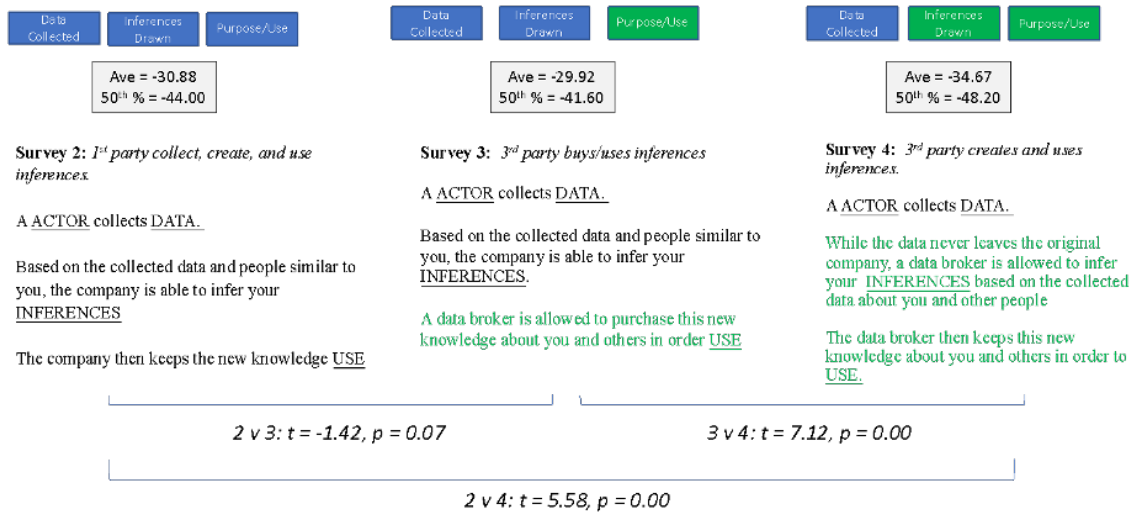 Data
Collected
Inferences
Drawn
Purpose/Use
Data
Collected
Inferences
Drawn
Purpose/Use
Data
Collected
Inferences
Drawn
Purpose/Use
Ave = -30.88
50th % = -44.00
Ave = -29.92
50th % = -41.60
Ave = -34.67
50th % = -48.20
Survey 2: 1st party collect, create, and use
inferences.
A ACTOR collects DATA.
Based on the collected data and people similar to
you, the company is able to infer your
INFERENCES
The company then keeps the new knowledge USE
Survey 3: 3rd party buys/uses inferences
A ACTOR collects DATA.
Based on the collected data and people similar to
you, the company is able to infer your
INFERENCES.
A data broker is allowed to purchase this new
knowledge about you and others in order USE
Survey 4: 3rd party creates and uses
inferences.
A ACTOR collects DATA.
While the data never leaves the original
company, a data broker is allowed to infer
your INFERENCES based on the collected
data about you and other people
The data broker then keeps this new
knowledge about you and others in order to
USE.
2 v 3: t = -1.42, p = 0.07
3 v 4: t = 7.12, p = 0.00
2 v 4: t = 5.58, p = 0.00